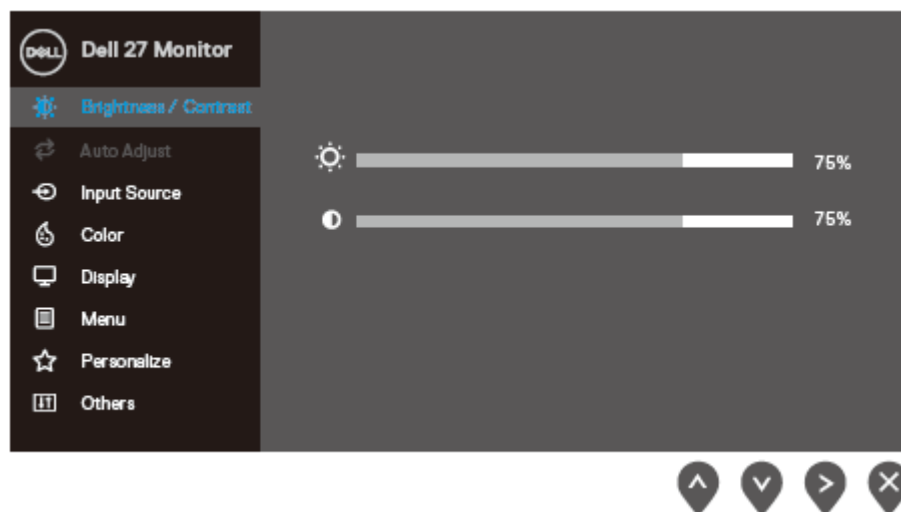 DELL
Dell 27 Monitor
Brightness / Contrast
Auto Adjust
75%
Input Source
75%
Color
Display
Menu
Personalize
Others